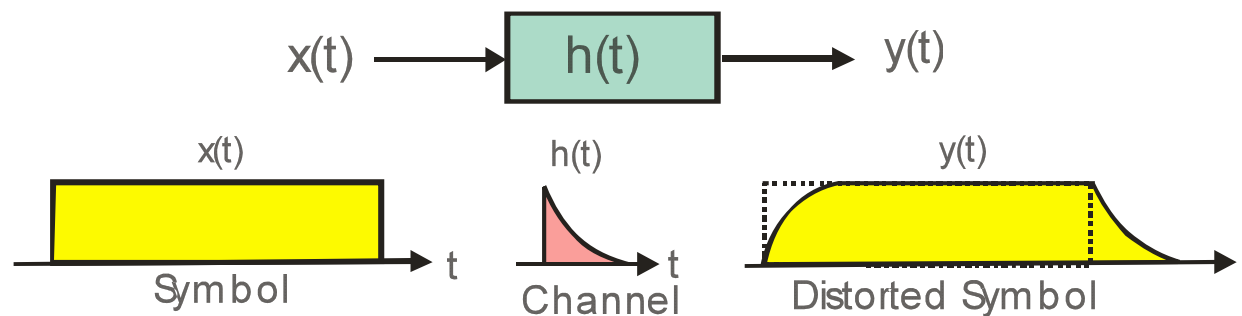 x(t) h(t) y(t)
x(t) h(t) y(t)
t t
Symbol Channel Distorted Symbol